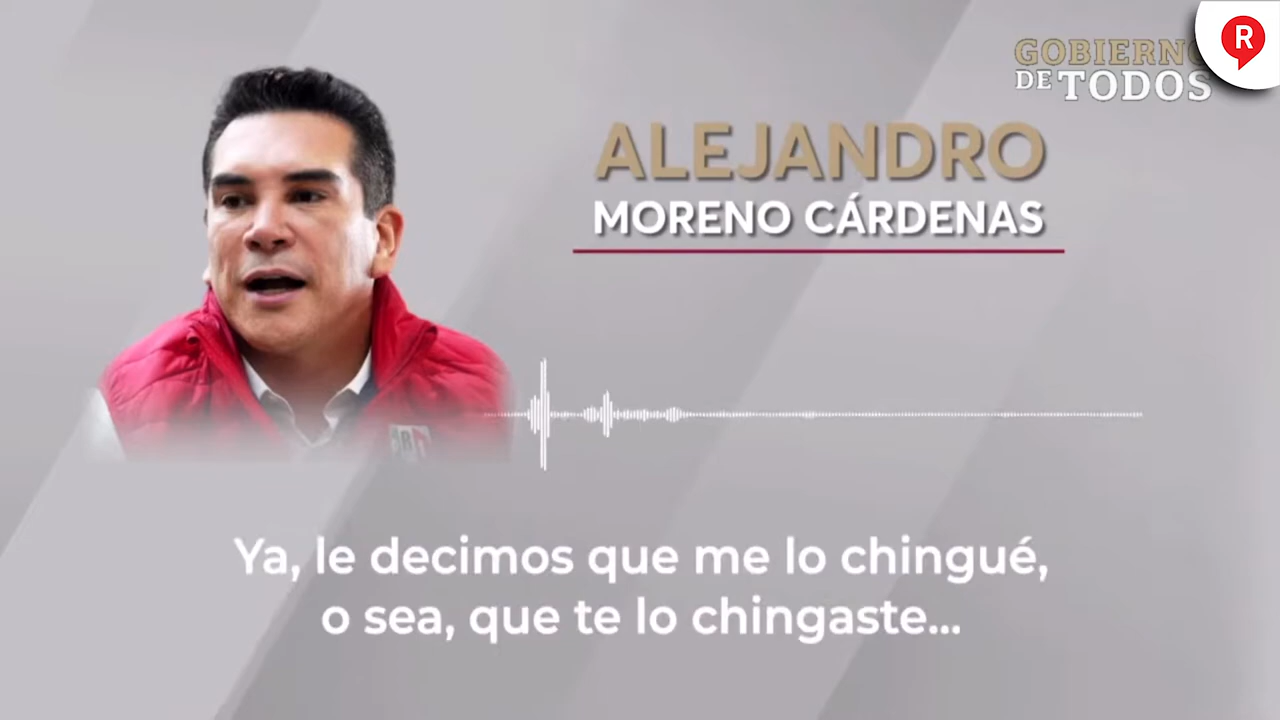 GOBIERNO
DE TODOS
R
ALEJANDRO
MORENO CÁRDENAS
Ya, le decimos que me lo chingué,
o sea, que te lo chingaste...